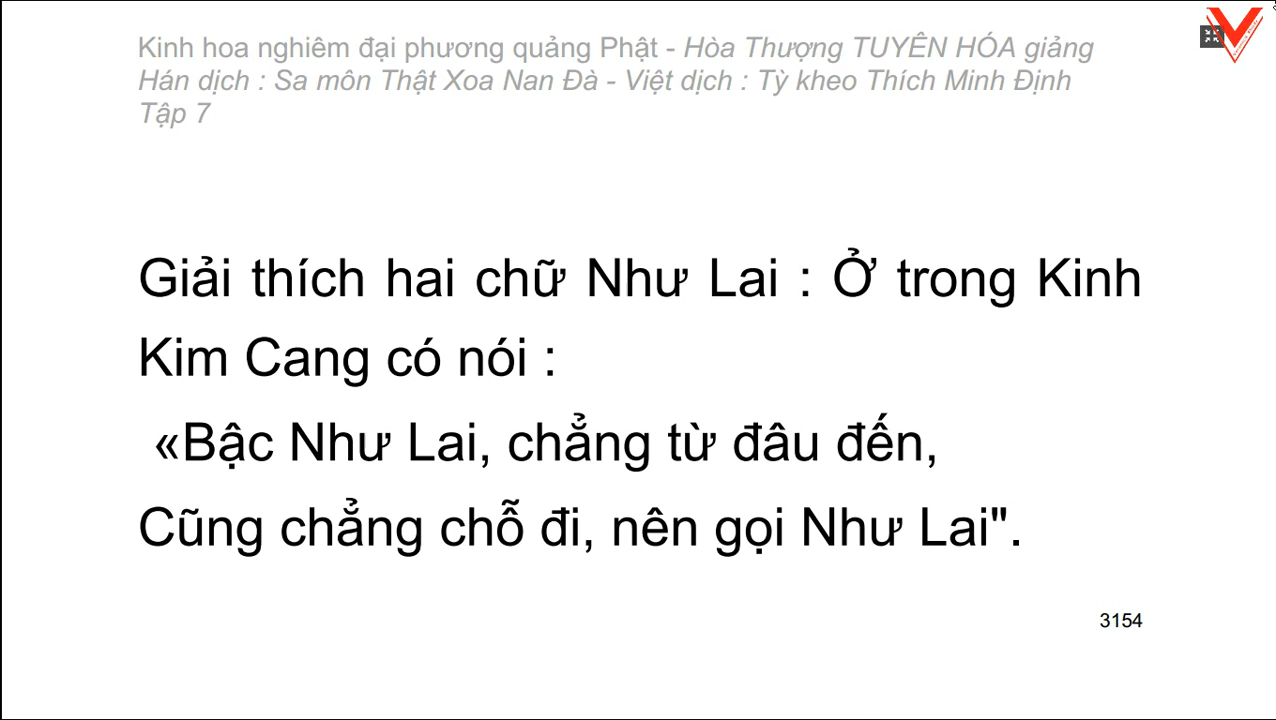 Kinh hoa nghiêm đại phương quảng Phật - Hòa Thượng TUYÊN HÓA giảng
Hán dịch : Sa môn Thật Xoa Nan Đà - Việt dịch : Tỳ kheo Thích Minh Định
Tập 7
Giải thích hai chữ Như Lai : Ở trong Kinh
Kim Cang có nói :
«Bậc Như Lai, chẳng từ đâu đến,
Cũng chẳng chỗ đi, nên gọi Như Lai".
3154